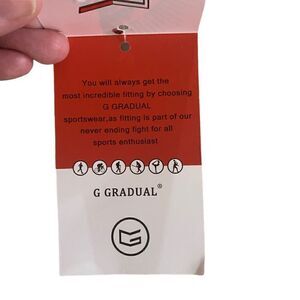 You will always get the
most incredible fitting by choosing
G GRADUAL
sportswear,as fitting is part of our
never ending fight for all
sports enthusiast
G GRADUAL®
G